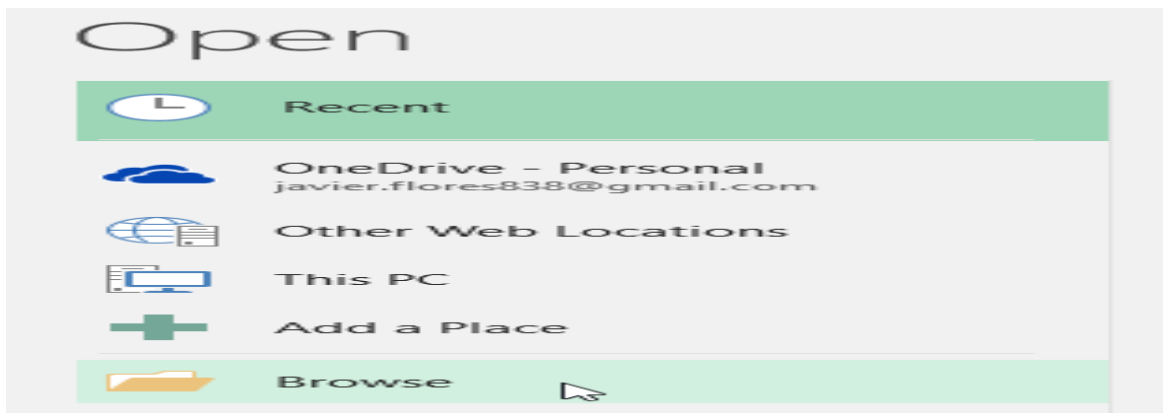 Open
Recent
OneDrive - Personal
javier.flores838@gmail.com
Other Web Locations
This PC
Add a Place
Browse